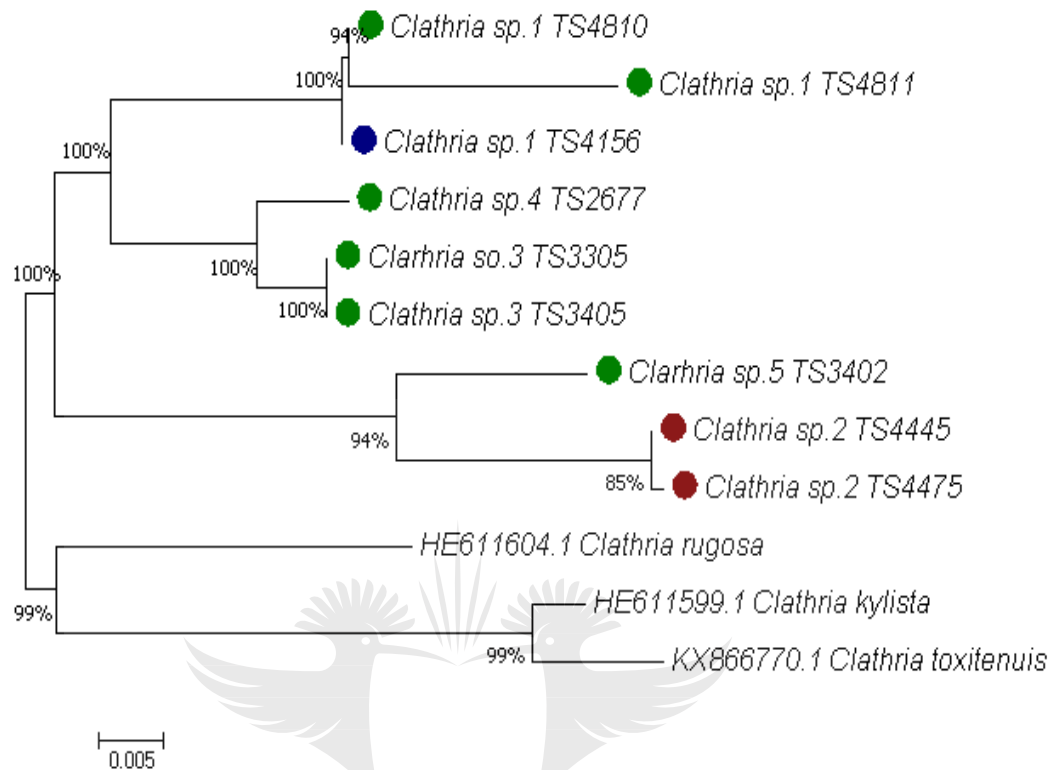 94%
Clathria sp.1 TS4810
100%
Clathria sp.1 TS4811
Clathria sp.1 TS4156
100%
Clathria sp.4 TS2677
100%
Clarhria so.3 TS3305
100%
100%
Clathria sp.3 TS3405
Clarhria sp.5 TS3402
94%
Clathria sp.2 TS4445
85%
Clathria sp.2 TS4475
HE611604.1 Clathria rugosa
99%
HE611599.1 Clathria kylista
99%
KX866770.1 Clathria toxitenuis
0.005